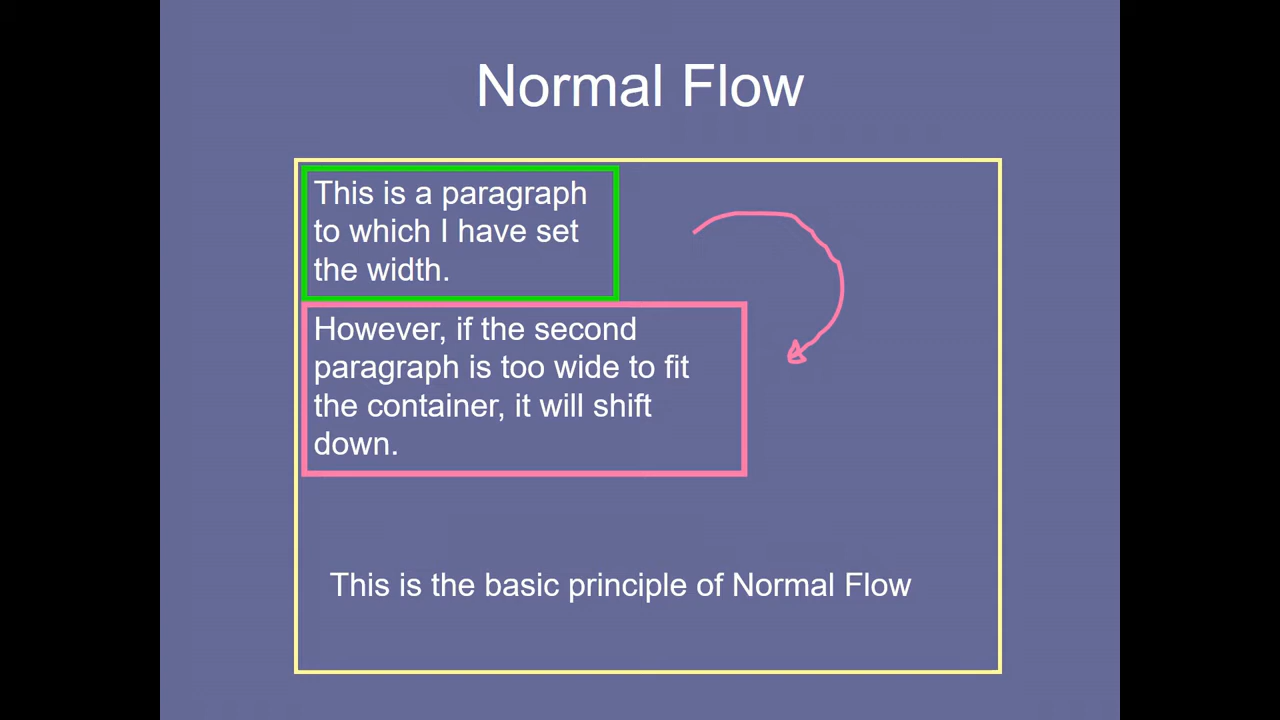 Normal Flow
This is a paragraph
to which I have set
the width.
However, if the second
paragraph is too wide to fit
the container, it will shift
down.
This is the basic principle of Normal Flow